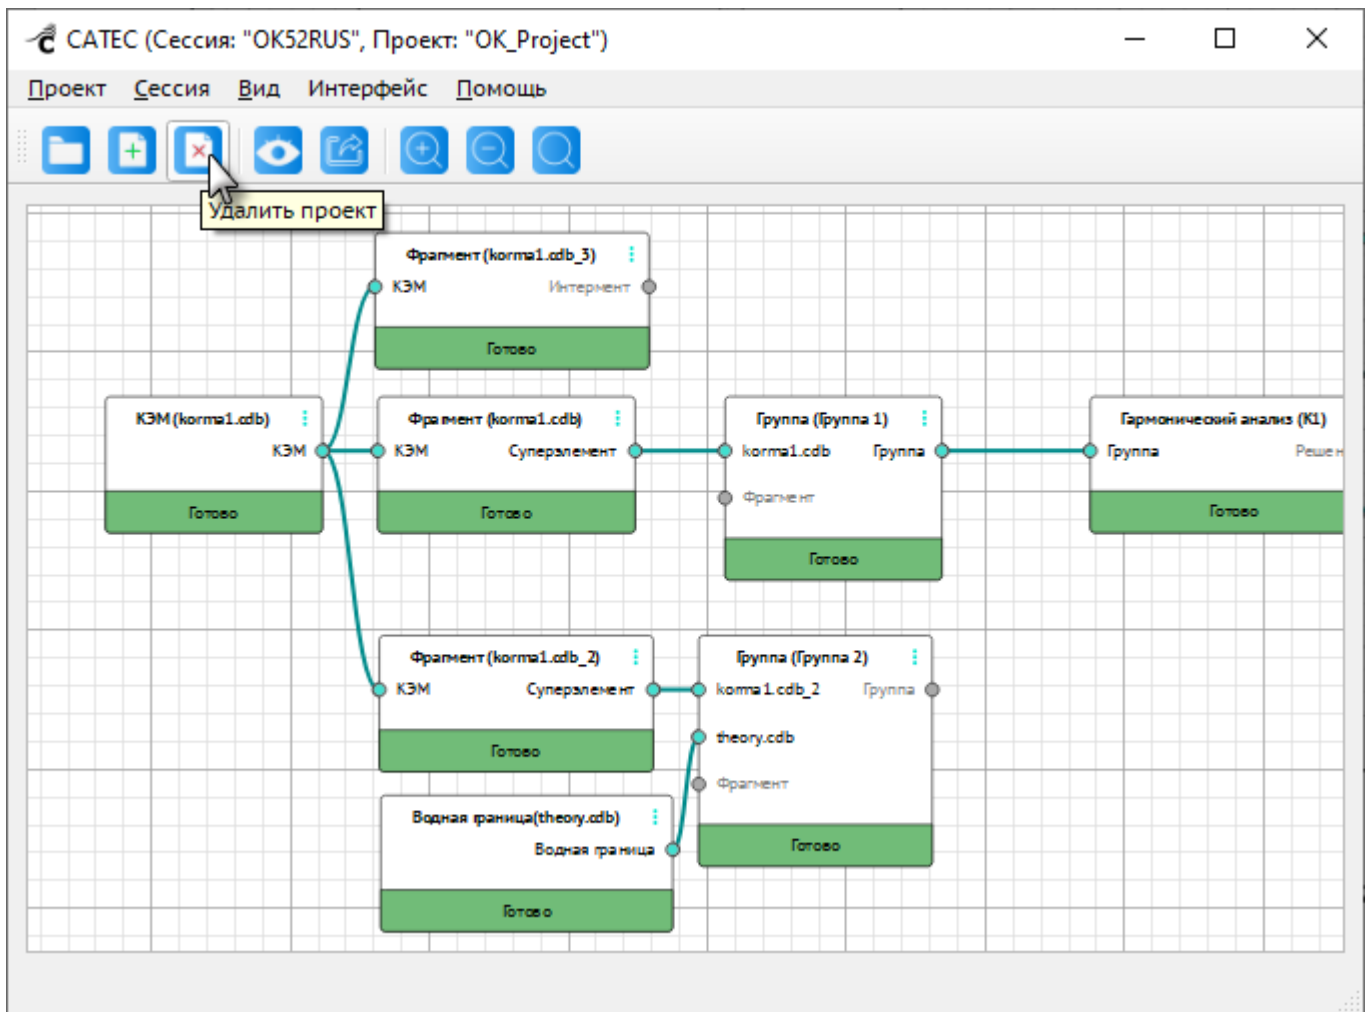 CATEC (Сессия: "OK52RUS", Проект: "OK_Project")
Проект Сессия Вид Интерфейс Помощь
Удалить проект
Фрагмент (korma1.cdb_3)
КЭМ Интермент
Готово
КЭМ (korma1.cdb)
КЭМ
Готово
Фрагмент (korma1.cdb)
КЭМ Суперэлемент
Готово
Группа (Группа 1)
korma1.cdb Группа
Фрагмент
Готово
Гармонический анализ (К1)
Группа Решен
Готово
Фрагмент (korma1.cdb_2)
КЭМ Суперэлемент
Готово
Группа (Группа 2)
korma1.cdb_2 Группа
theory.cdb
Фрагмент
Готово
Водная граница(theory.cdb)
Водная граница
Готово